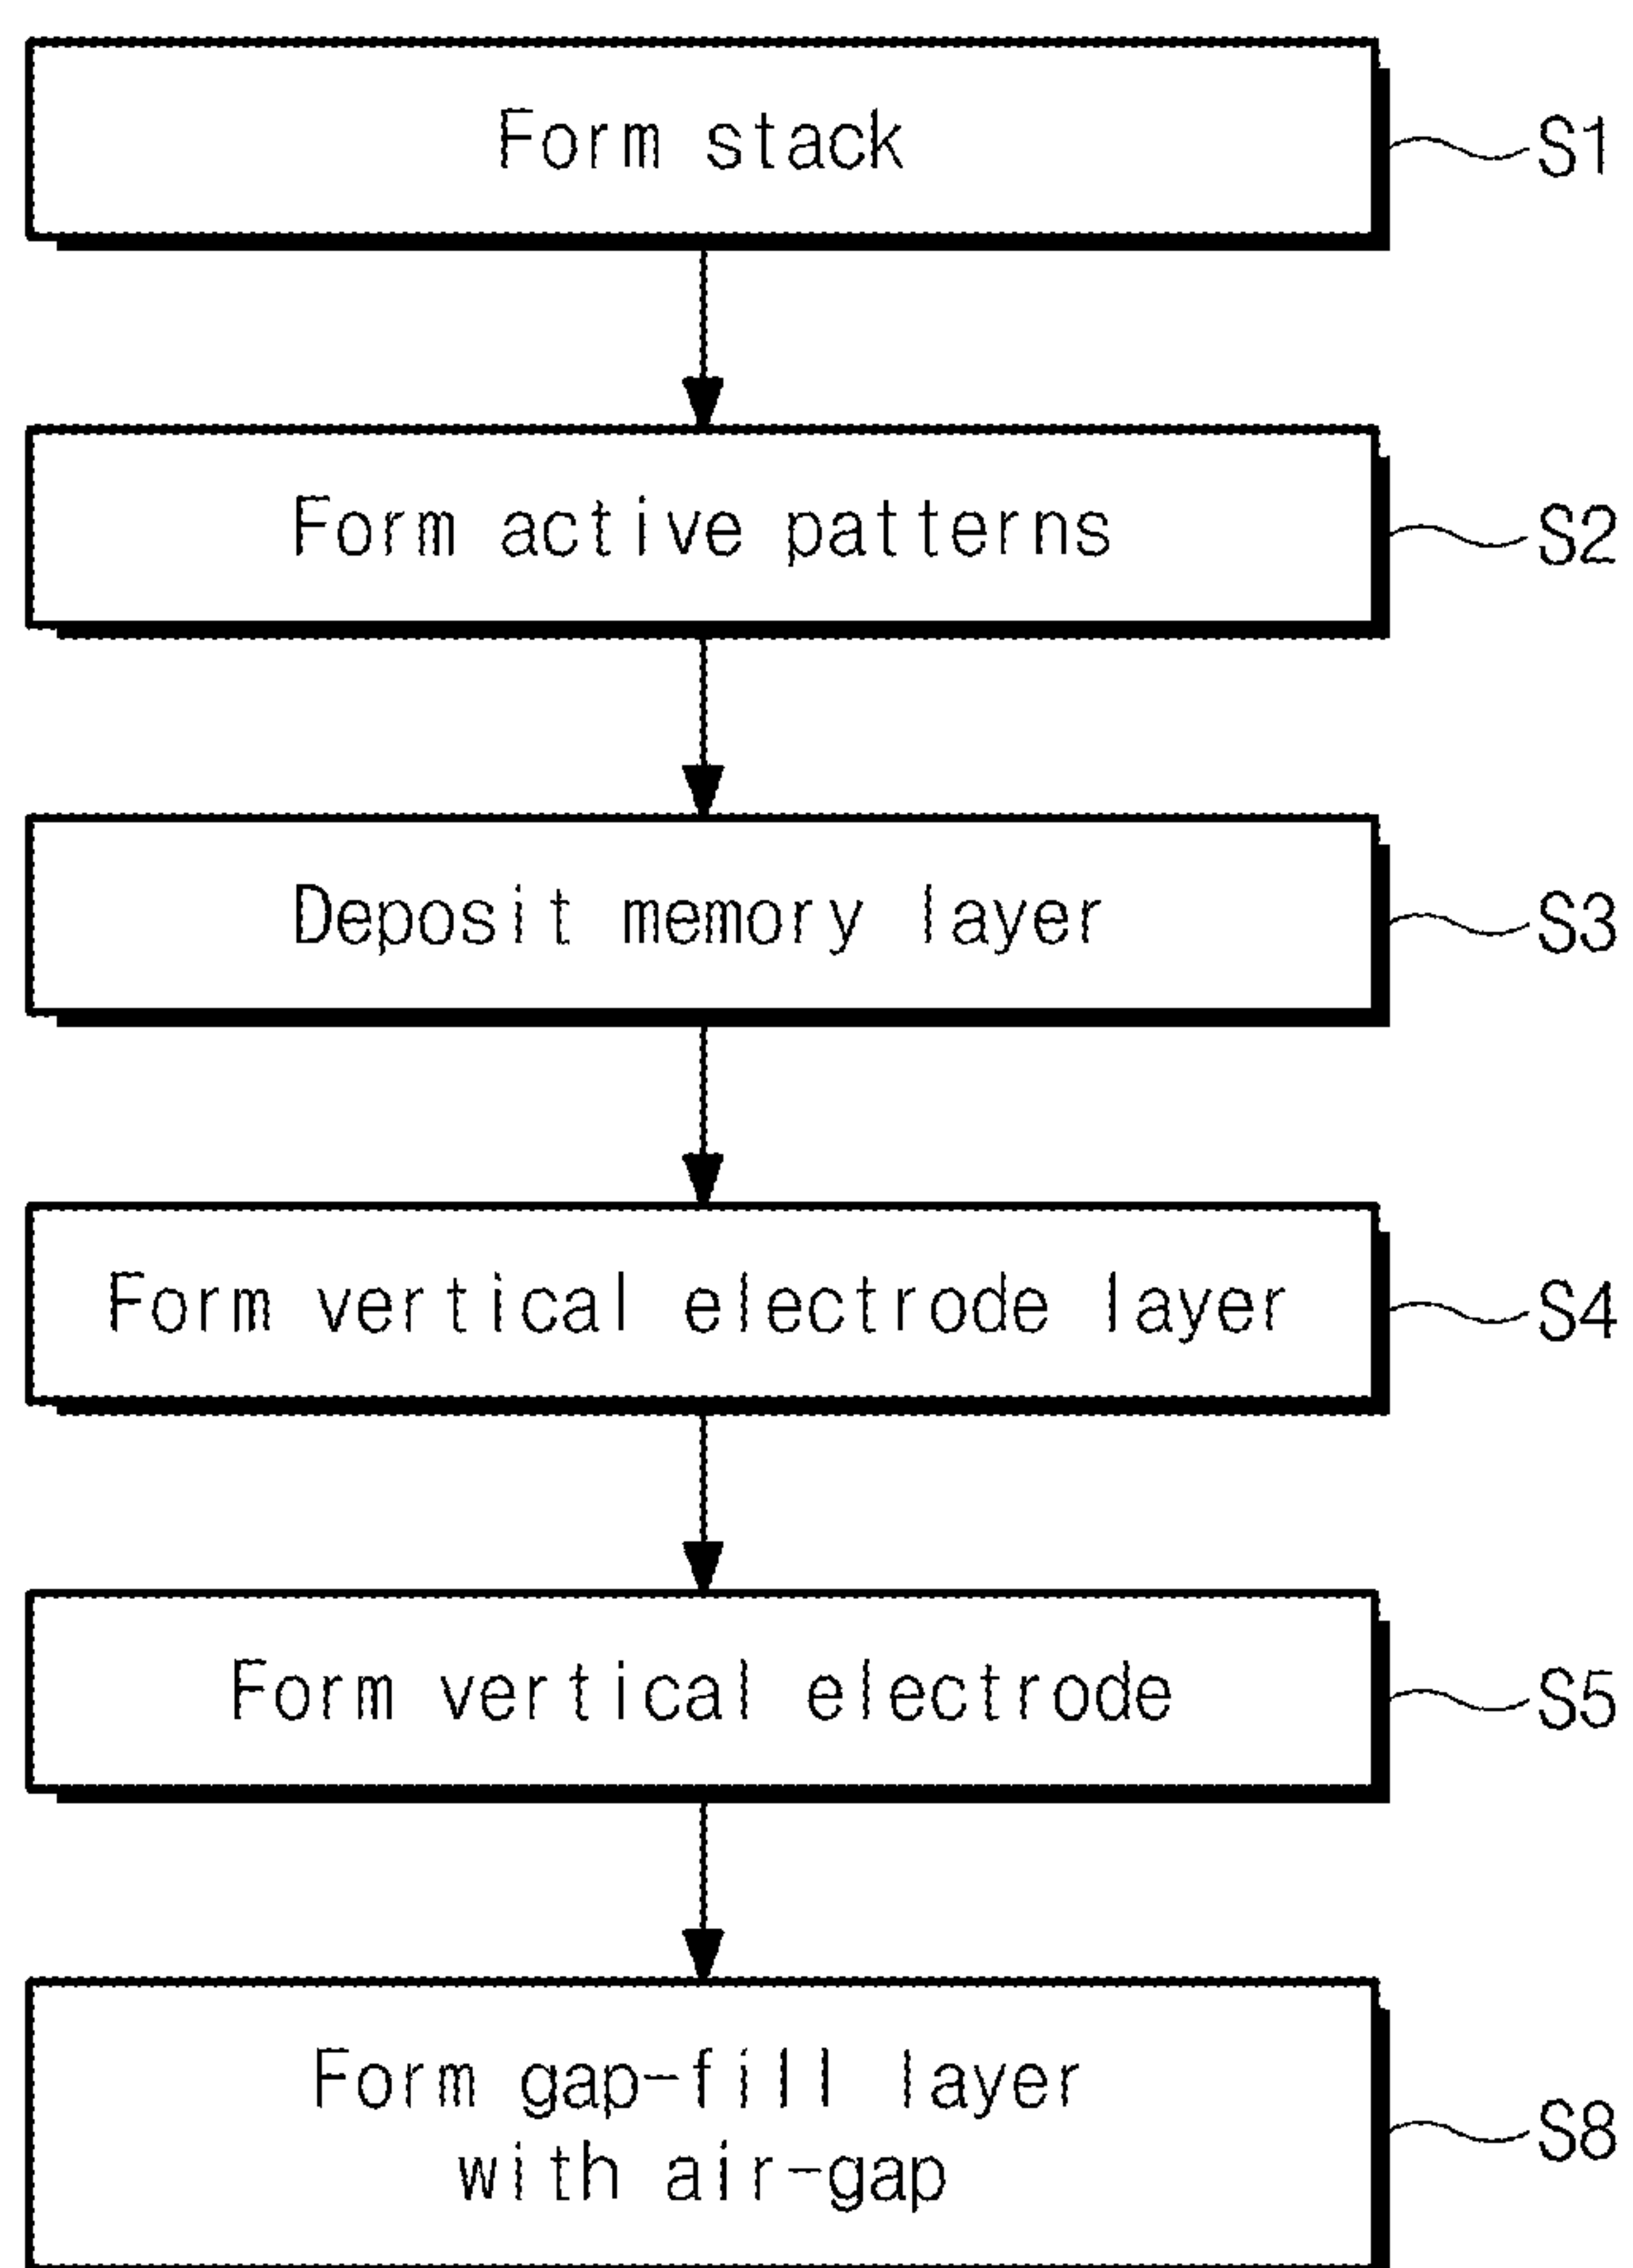 Form stack
S1
Form active patterns
S2
Deposit memory layer
S3
Form vertical electrode layer
S4
Form vertical electrode
S5
Form gap-fill layer
with air-gap
S8